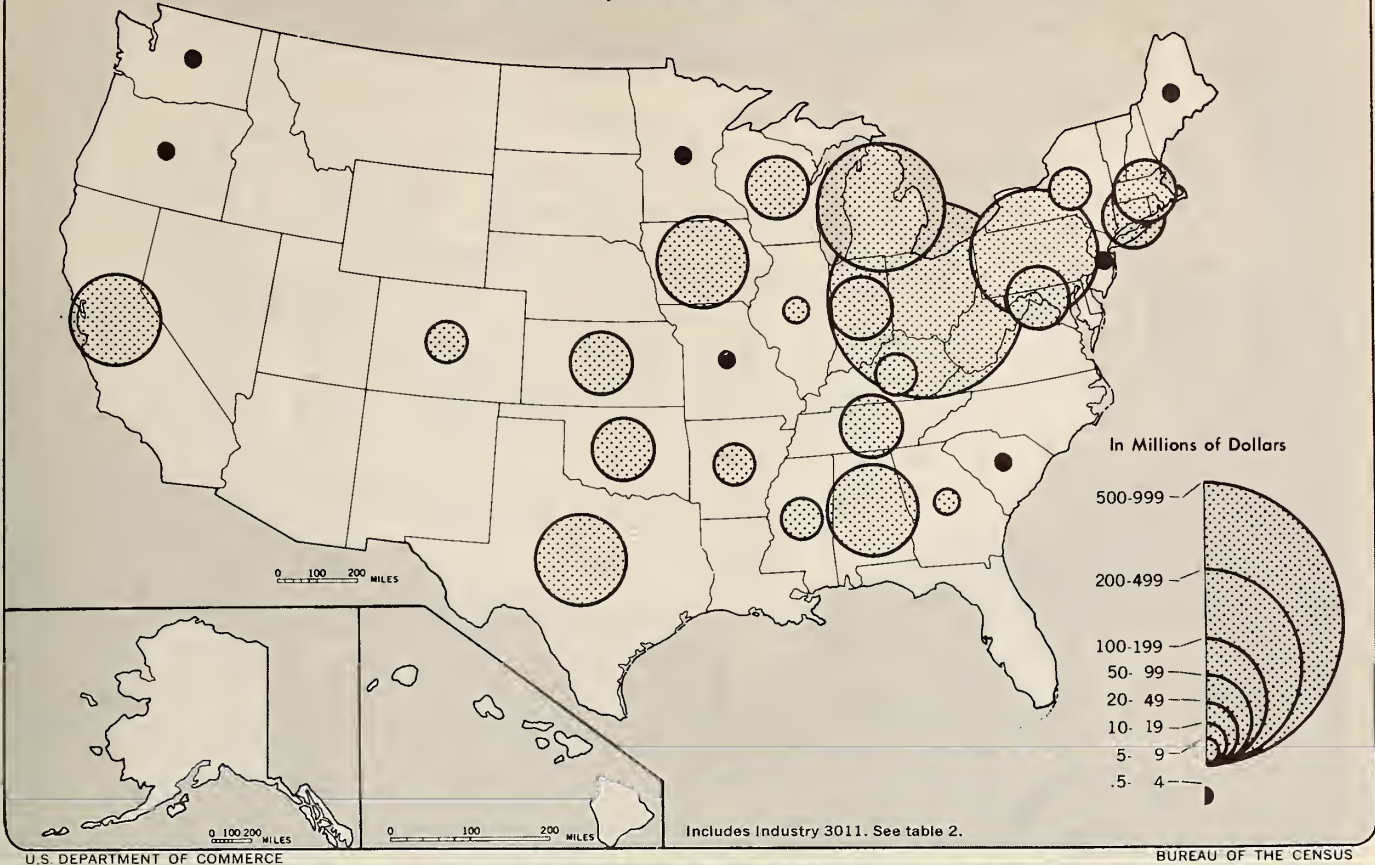 In Millions of Dollars
500-999
200-499
100-199
50- 99
20- 49
10- 19
5- 9
.5- 4
0 100 200 MILES
0 100 200 MILES
0 100 200 MILES
Includes Industry 3011. See table 2.
U.S. DEPARTMENT OF COMMERCE
BUREAU OF THE CENSUS